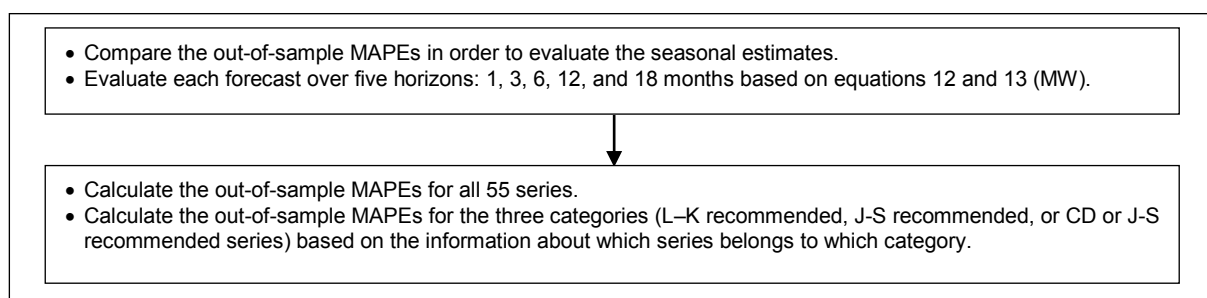 • Compare the out-of-sample MAPEs in order to evaluate the seasonal estimates.
• Evaluate each forecast over five horizons: 1, 3, 6, 12, and 18 months based on equations 12 and 13 (MW).
• Calculate the out-of-sample MAPEs for all 55 series.
• Calculate the out-of-sample MAPEs for the three categories (L–K recommended, J-S recommended, or CD or J-S
recommended series) based on the information about which series belongs to which category.